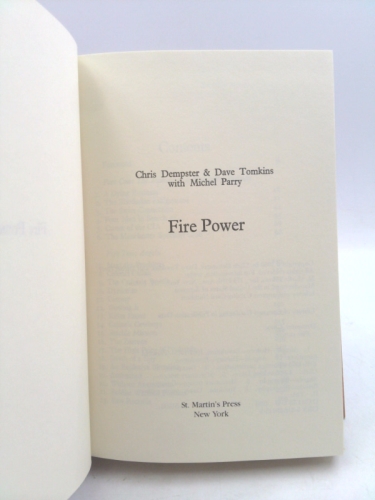 Chris Dempster & Dave Tomkins
with Michel Parry
Fire Power
St. Martin's Press
New York